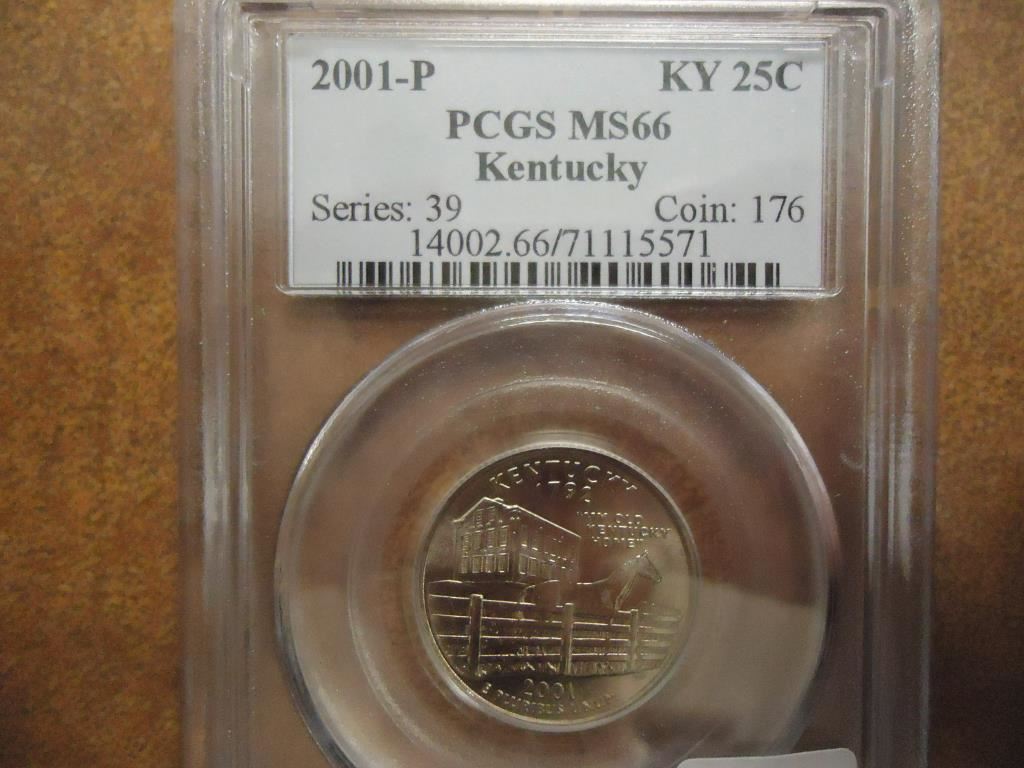 2001-P KY 25C
PCGS MS66
Kentucky
Series: 39 Coin: 176
14002.66/71115571
KENTUCKY
"MY OLD
KENTUCKY
HOME"
2001
E PLURIBUS